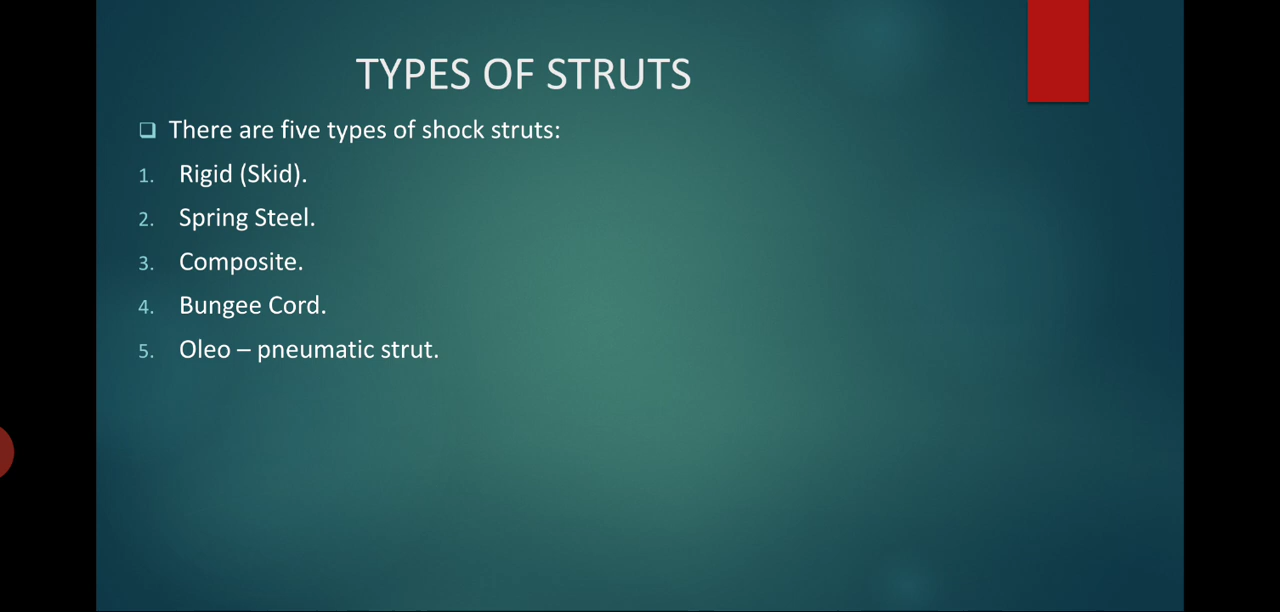 TYPES OF STRUTS
❑ There are five types of shock struts:
1. Rigid (Skid).
2. Spring Steel.
3. Composite.
4. Bungee Cord.
5. Oleo – pneumatic strut.